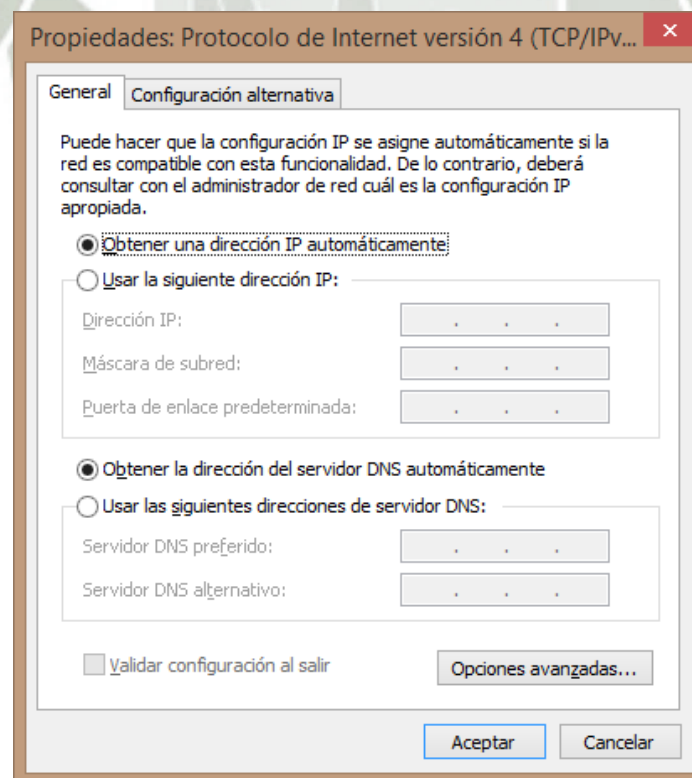 Propiedades: Protocolo de Internet versión 4 (TCP/IPv...
General
Configuración alternativa
Puede hacer que la configuración IP se asigne automáticamente si la
red es compatible con esta funcionalidad. De lo contrario, deberá
consultar con el administrador de red cuál es la configuración IP
apropiada.
Obtener una dirección IP automáticamente
Usar la siguiente dirección IP:
Dirección IP:
Máscara de subred:
Puerta de enlace predeterminada:
Obtener la dirección del servidor DNS automáticamente
Usar las siguientes direcciones de servidor DNS:
Servidor DNS preferido:
Servidor DNS alternativo:
Validar configuración al salir
Opciones avanzadas...
Aceptar
Cancelar